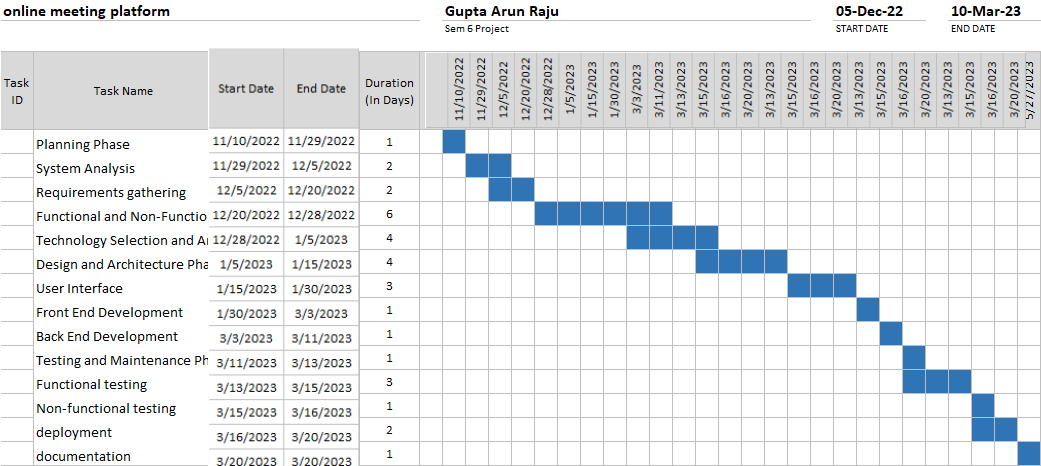 online meeting platform Gupta Arun Raju 05-Dec-22 10-Mar-23
Sem 6 Project START DATE END DATE
Task ID Task Name Start Date End Date Duration (In Days) 11/10/2022 11/29/2022 12/5/2022 12/20/2022 12/28/2022 1/5/2023 1/15/2023 1/30/2023 3/3/2023 3/11/2023 3/13/2023 3/15/2023 3/16/2023 3/20/2023 3/13/2023 3/15/2023 3/16/2023 3/20/2023 3/13/2023 3/15/2023 3/16/2023 3/20/2023 5/27/2023
Planning Phase 11/10/2022 11/29/2022 1
System Analysis 11/29/2022 12/5/2022 2
Requirements gathering 12/5/2022 12/20/2022 2
Functional and Non-Functio 12/20/2022 12/28/2022 6
Technology Selection and Ar 12/28/2022 1/5/2023 4
Design and Architecture Pha 1/5/2023 1/15/2023 4
User Interface 1/15/2023 1/30/2023 3
Front End Development 1/30/2023 3/3/2023 1
Back End Development 3/3/2023 3/11/2023 1
Testing and Maintenance Ph 3/11/2023 3/13/2023 1
Functional testing 3/13/2023 3/15/2023 3
Non-functional testing 3/15/2023 3/16/2023 1
deployment 3/16/2023 3/20/2023 2
documentation 3/20/2023 3/20/2023 1